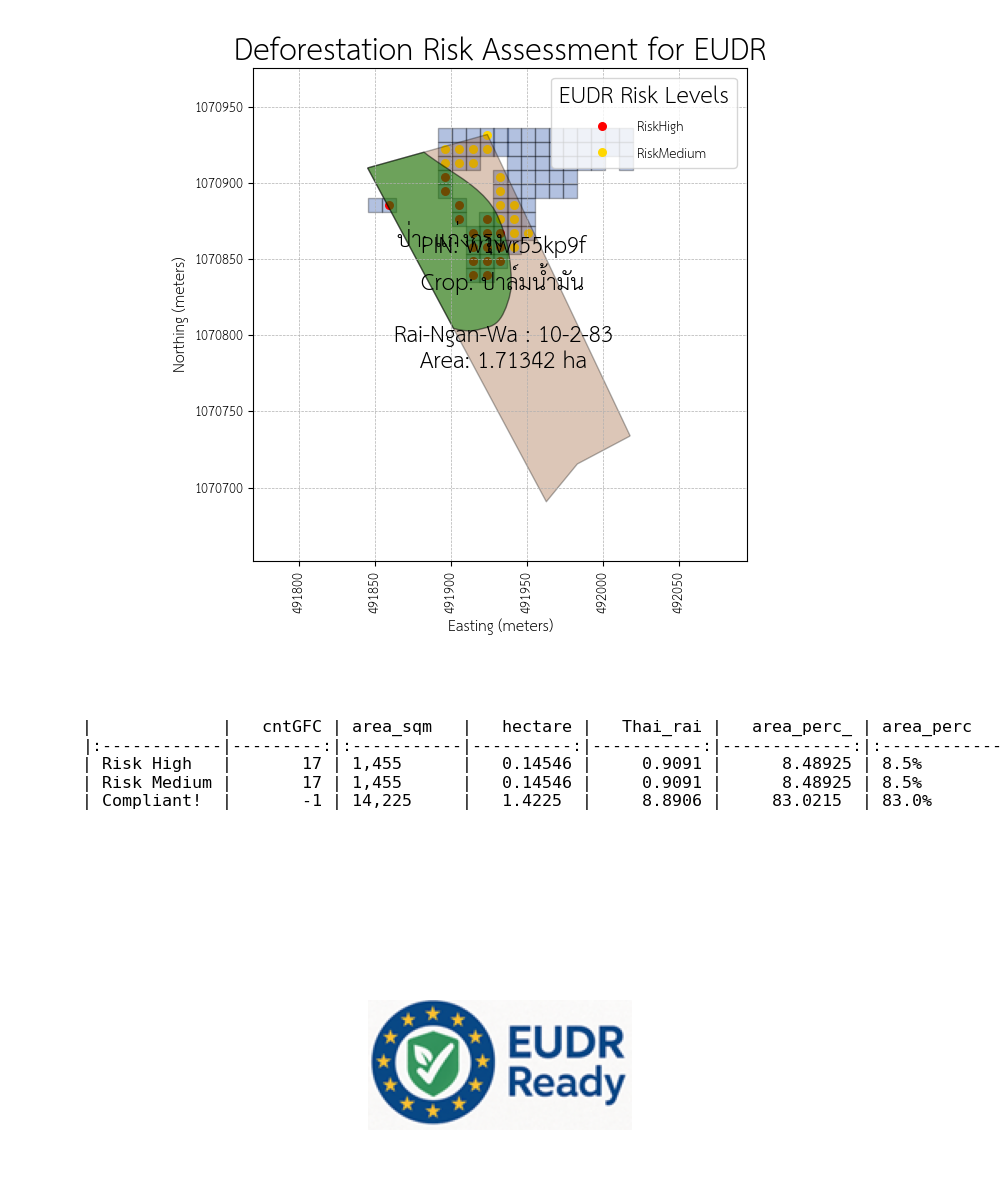 Deforestation Risk Assessment for EUDR
EUDR Risk Levels
RiskHigh
RiskMedium
1070950
1070900
1070850
1070800
1070750
1070700
Northing (meters)
PIN: w1wr55kp9f
Crop: ปาล์มน้ำมัน
Rai-Ngan-Wa : 10-2-83
Area: 1.71342 ha
491800
491850
491900
491950
492000
492050
Easting (meters)
| | cntGFC | area_sqm | hectare | Thai_rai | area_perc_ | area_perc
|:------------|---------:|:-----------|----------:|-----------:|-------------:|:------------
| Risk High | 17 | 1,455 | 0.14546 | 0.9091 | 8.48925 | 8.5%
| Risk Medium | 17 | 1,455 | 0.14546 | 0.9091 | 8.48925 | 8.5%
| Compliant! | -1 | 14,225 | 1.4225 | 8.8906 | 83.0215 | 83.0%
EUDR
Ready